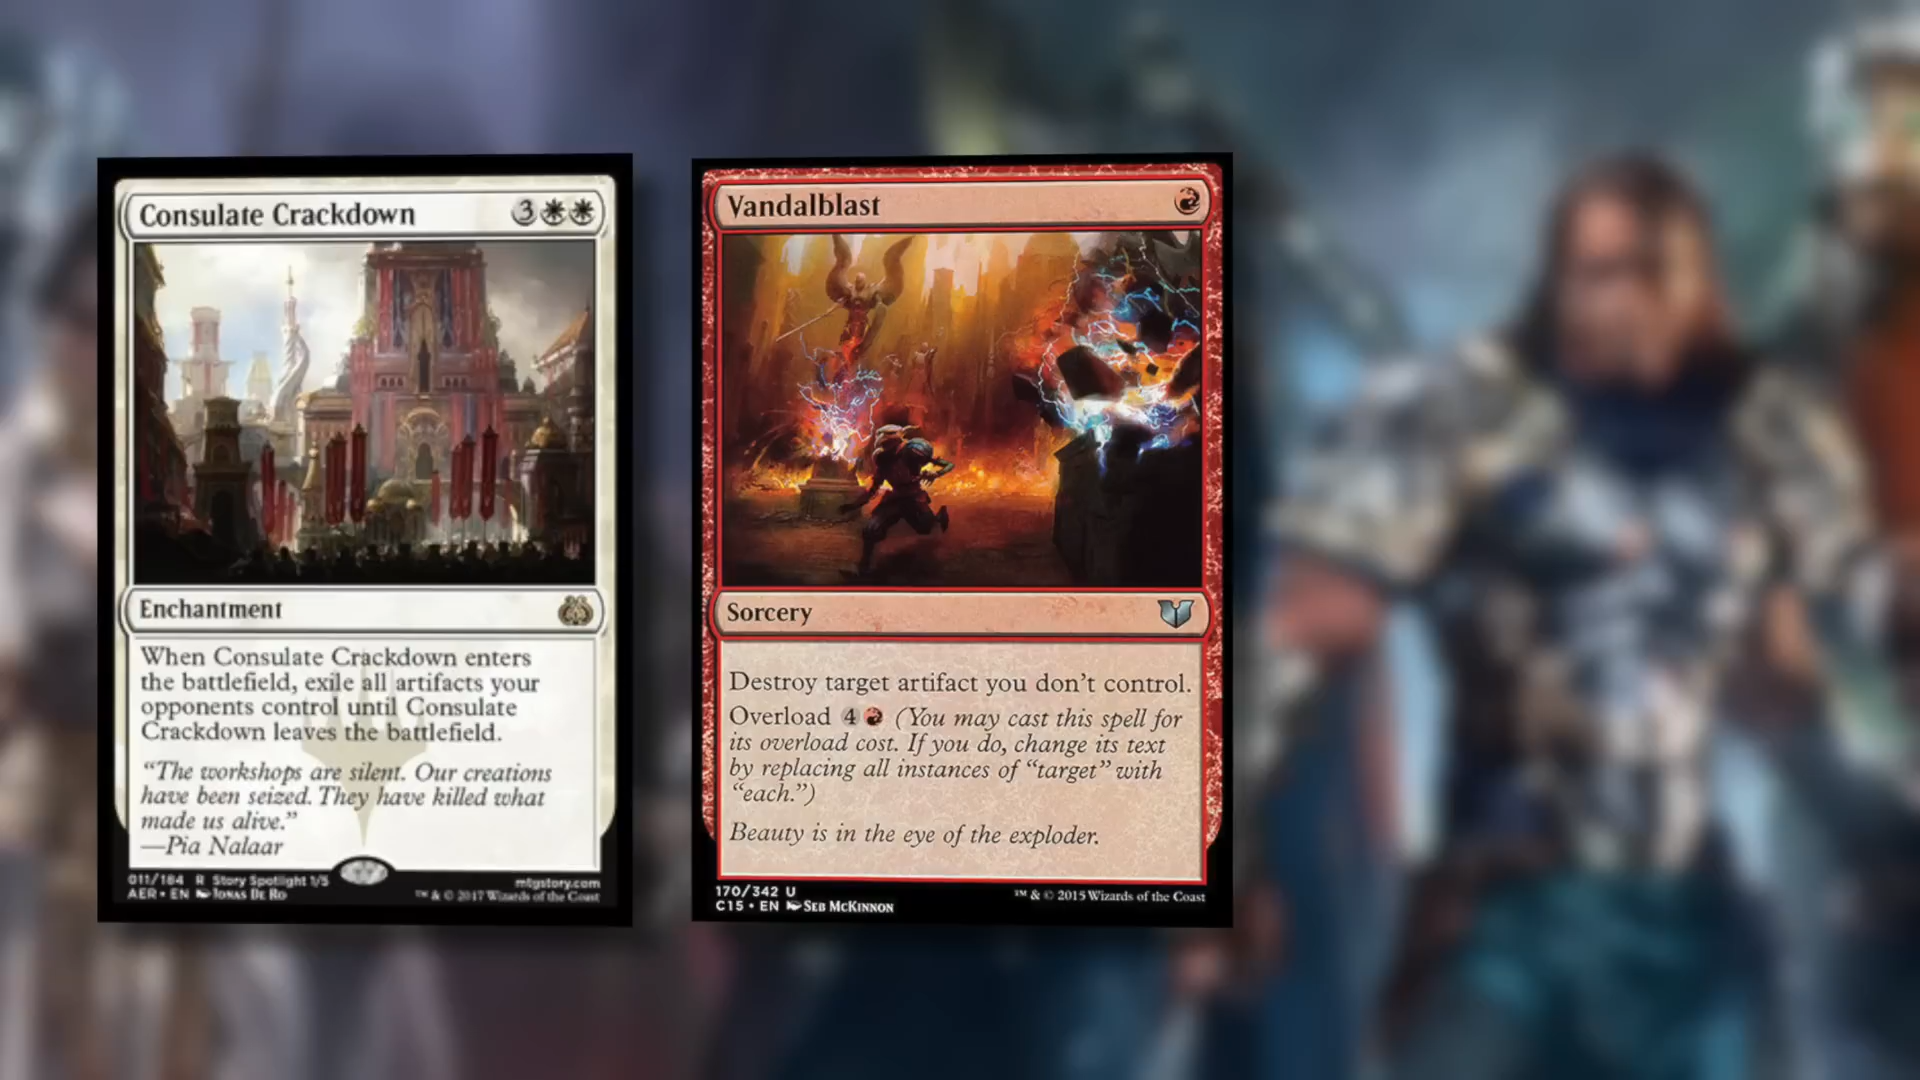 Consulate Crackdown 3
Enchantment
When Consulate Crackdown enters
the battlefield, exile all artifacts your
opponents control until Consulate
Crackdown leaves the battlefield.
“The workshops are silent. Our creations
have been seized. They have killed what
made us alive.”
—Pia Nalaar
011/184 R Story Spotlight 1/5 mtgstory.com
AER • EN Jonas De Ro ™ & © 2017 Wizards of the Coast
Vandalblast
Sorcery
Destroy target artifact you don’t control.
Overload 4 (You may cast this spell for
its overload cost. If you do, change its text
by replacing all instances of “target” with
“each.”)
Beauty is in the eye of the exploder.
170/342 U
C15 • EN Seb McKinnon ™ & © 2015 Wizards of the Coast